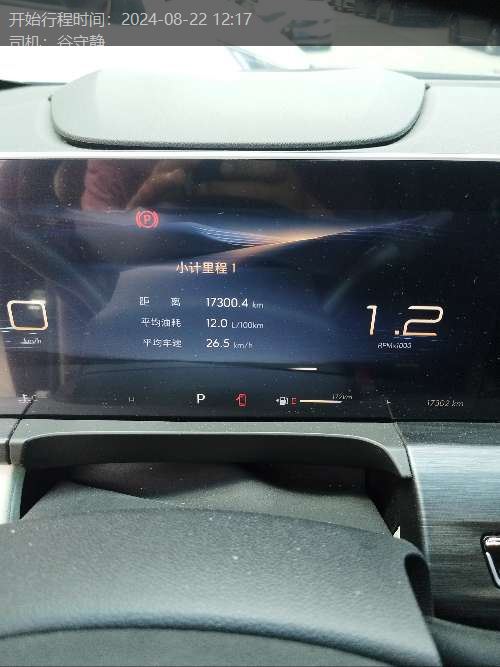 开始行程时间：2024-08-22 12:17
司机：谷守静
P
小计里程 1
距 离 17300.4 km
平均油耗 12.0 L/100km
平均车速 26.5 km/h
0
km/h
1.2
RPMx1000
H
P
E
172km
17302 km